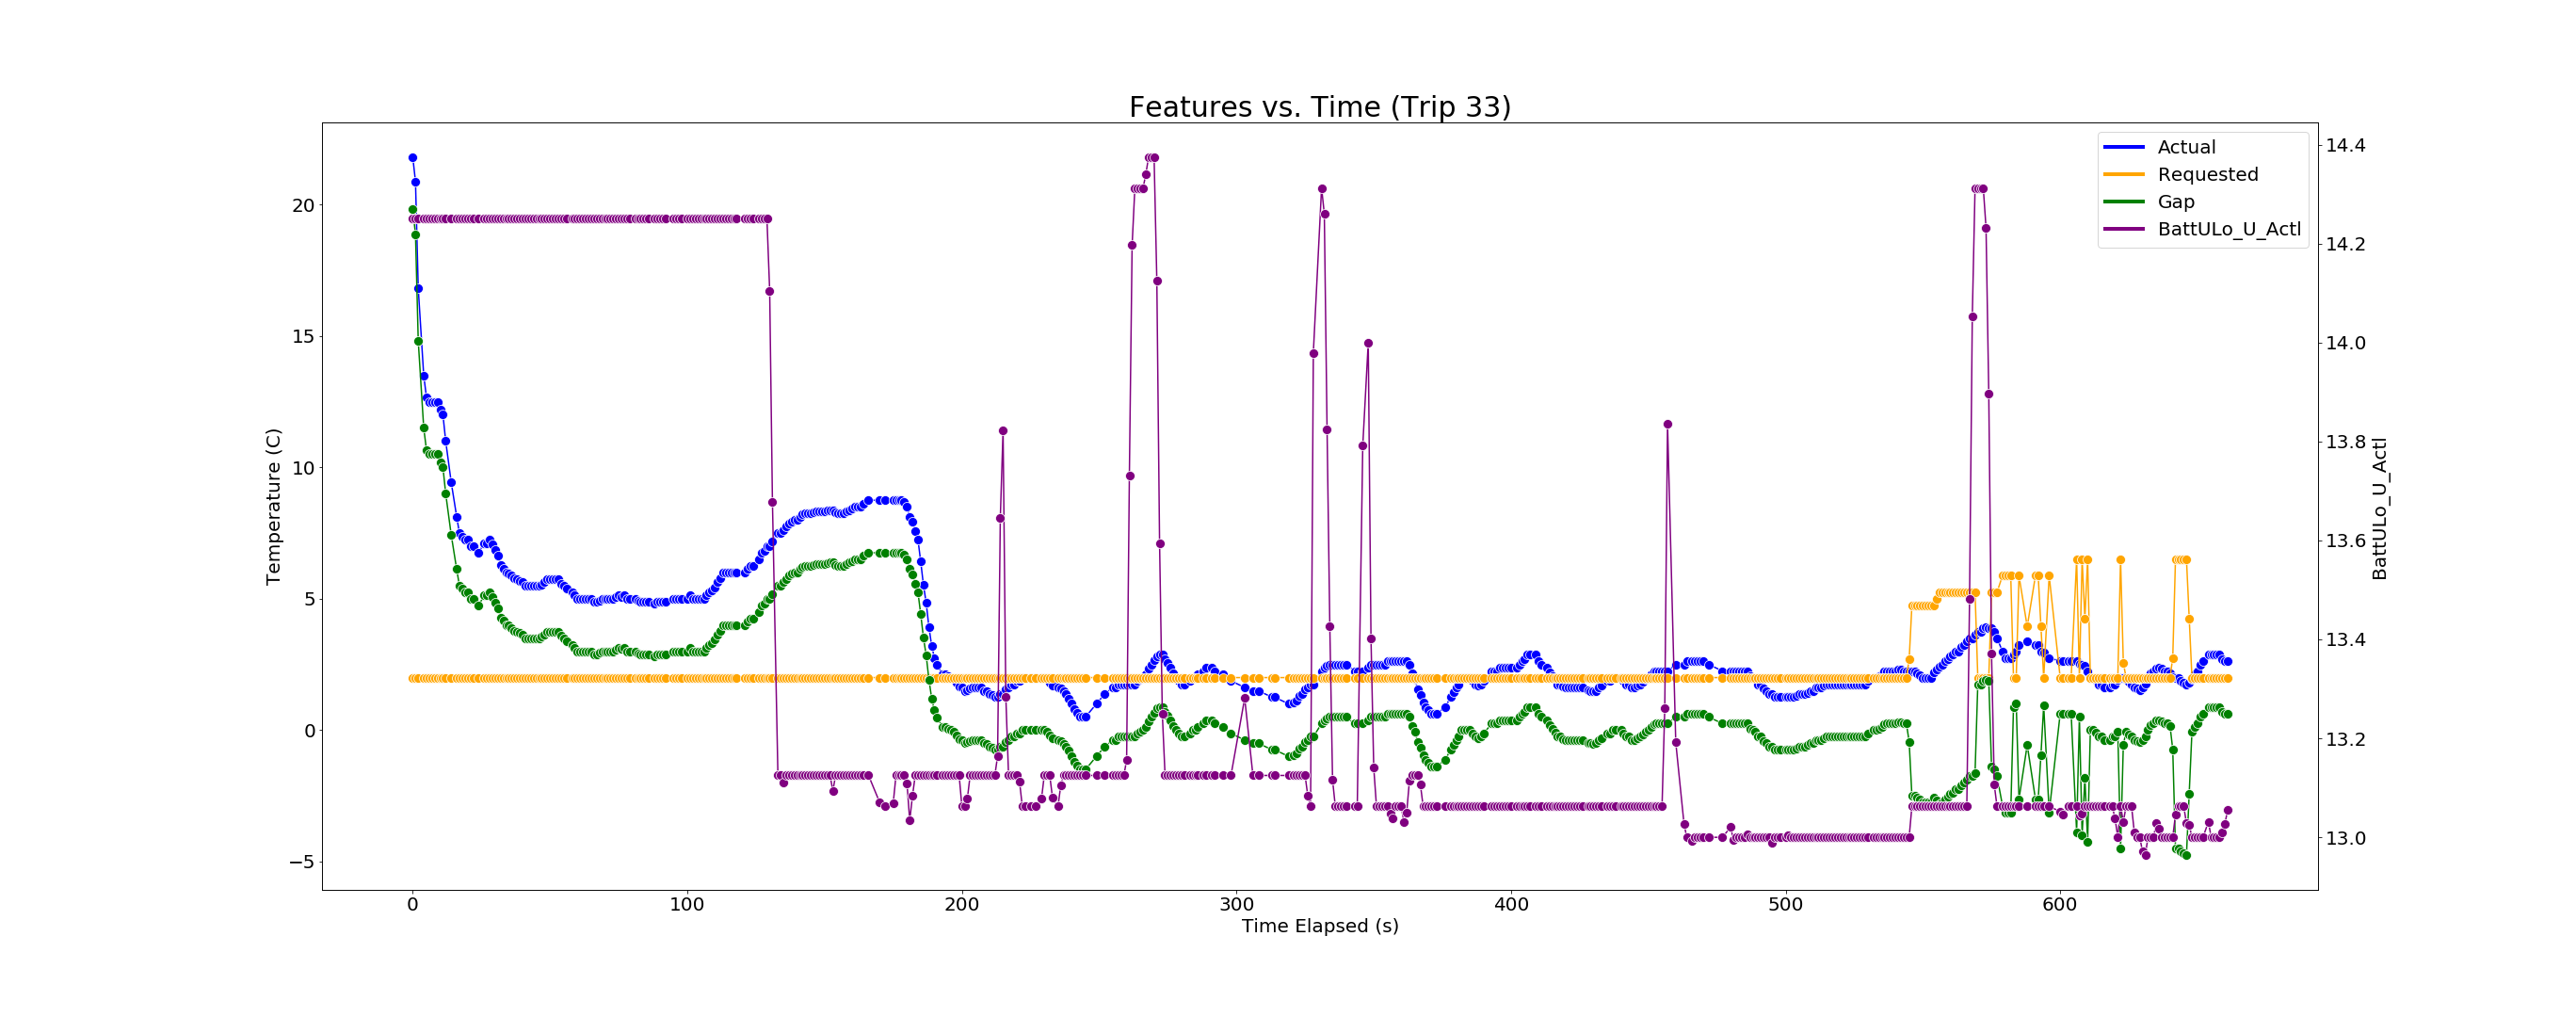 Features vs. Time (Trip 33)
Actual
Requested
Gap
BattULo_U_Actl
Temperature (C)
20
15
10
5
0
−5
14.4
14.2
14.0
13.8
13.6
13.4
13.2
13.0
BattULo_U_Actl
0 100 200 300 400 500 600
Time Elapsed (s)